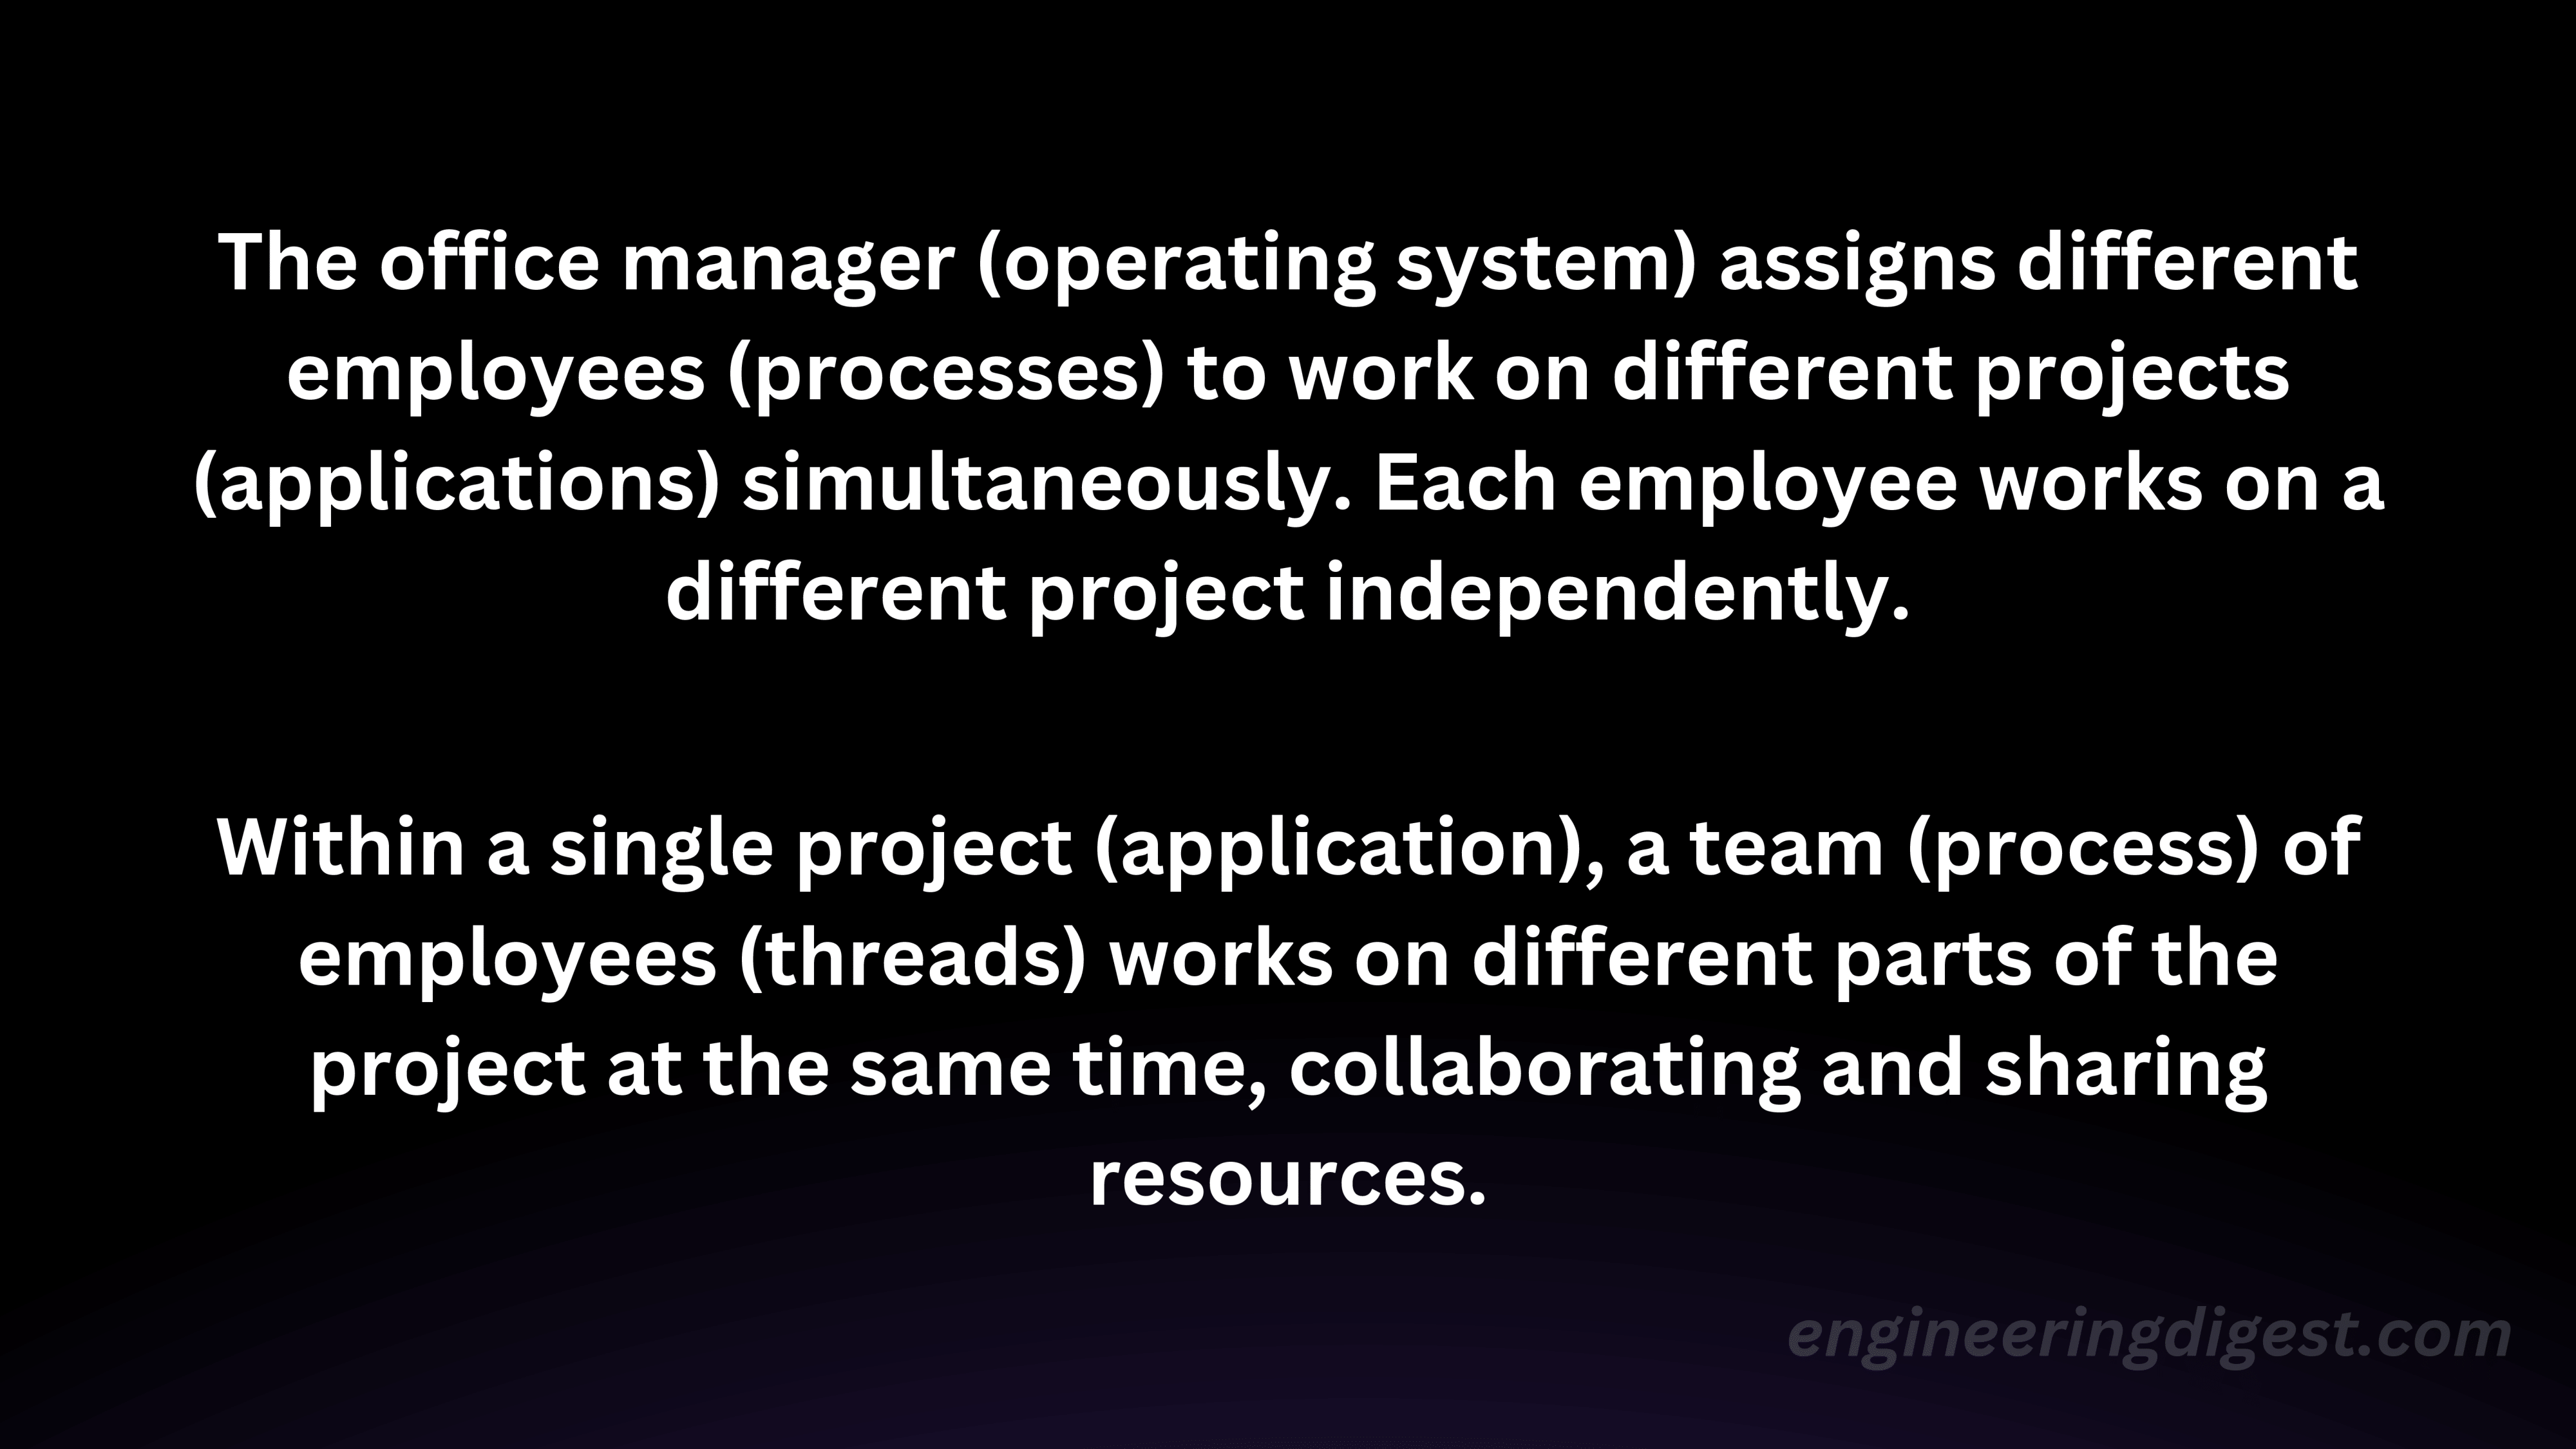 The office manager (operating system) assigns different
employees (processes) to work on different projects
(applications) simultaneously. Each employee works on a
different project independently.
Within a single project (application), a team (process) of
employees (threads) works on different parts of the
project at the same time, collaborating and sharing
resources.
engineeringdigest.com